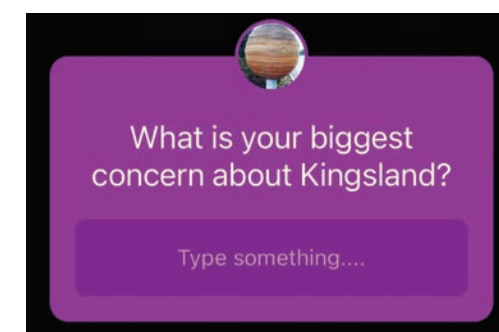 What is your biggest
concern about Kingsland?
Type something....